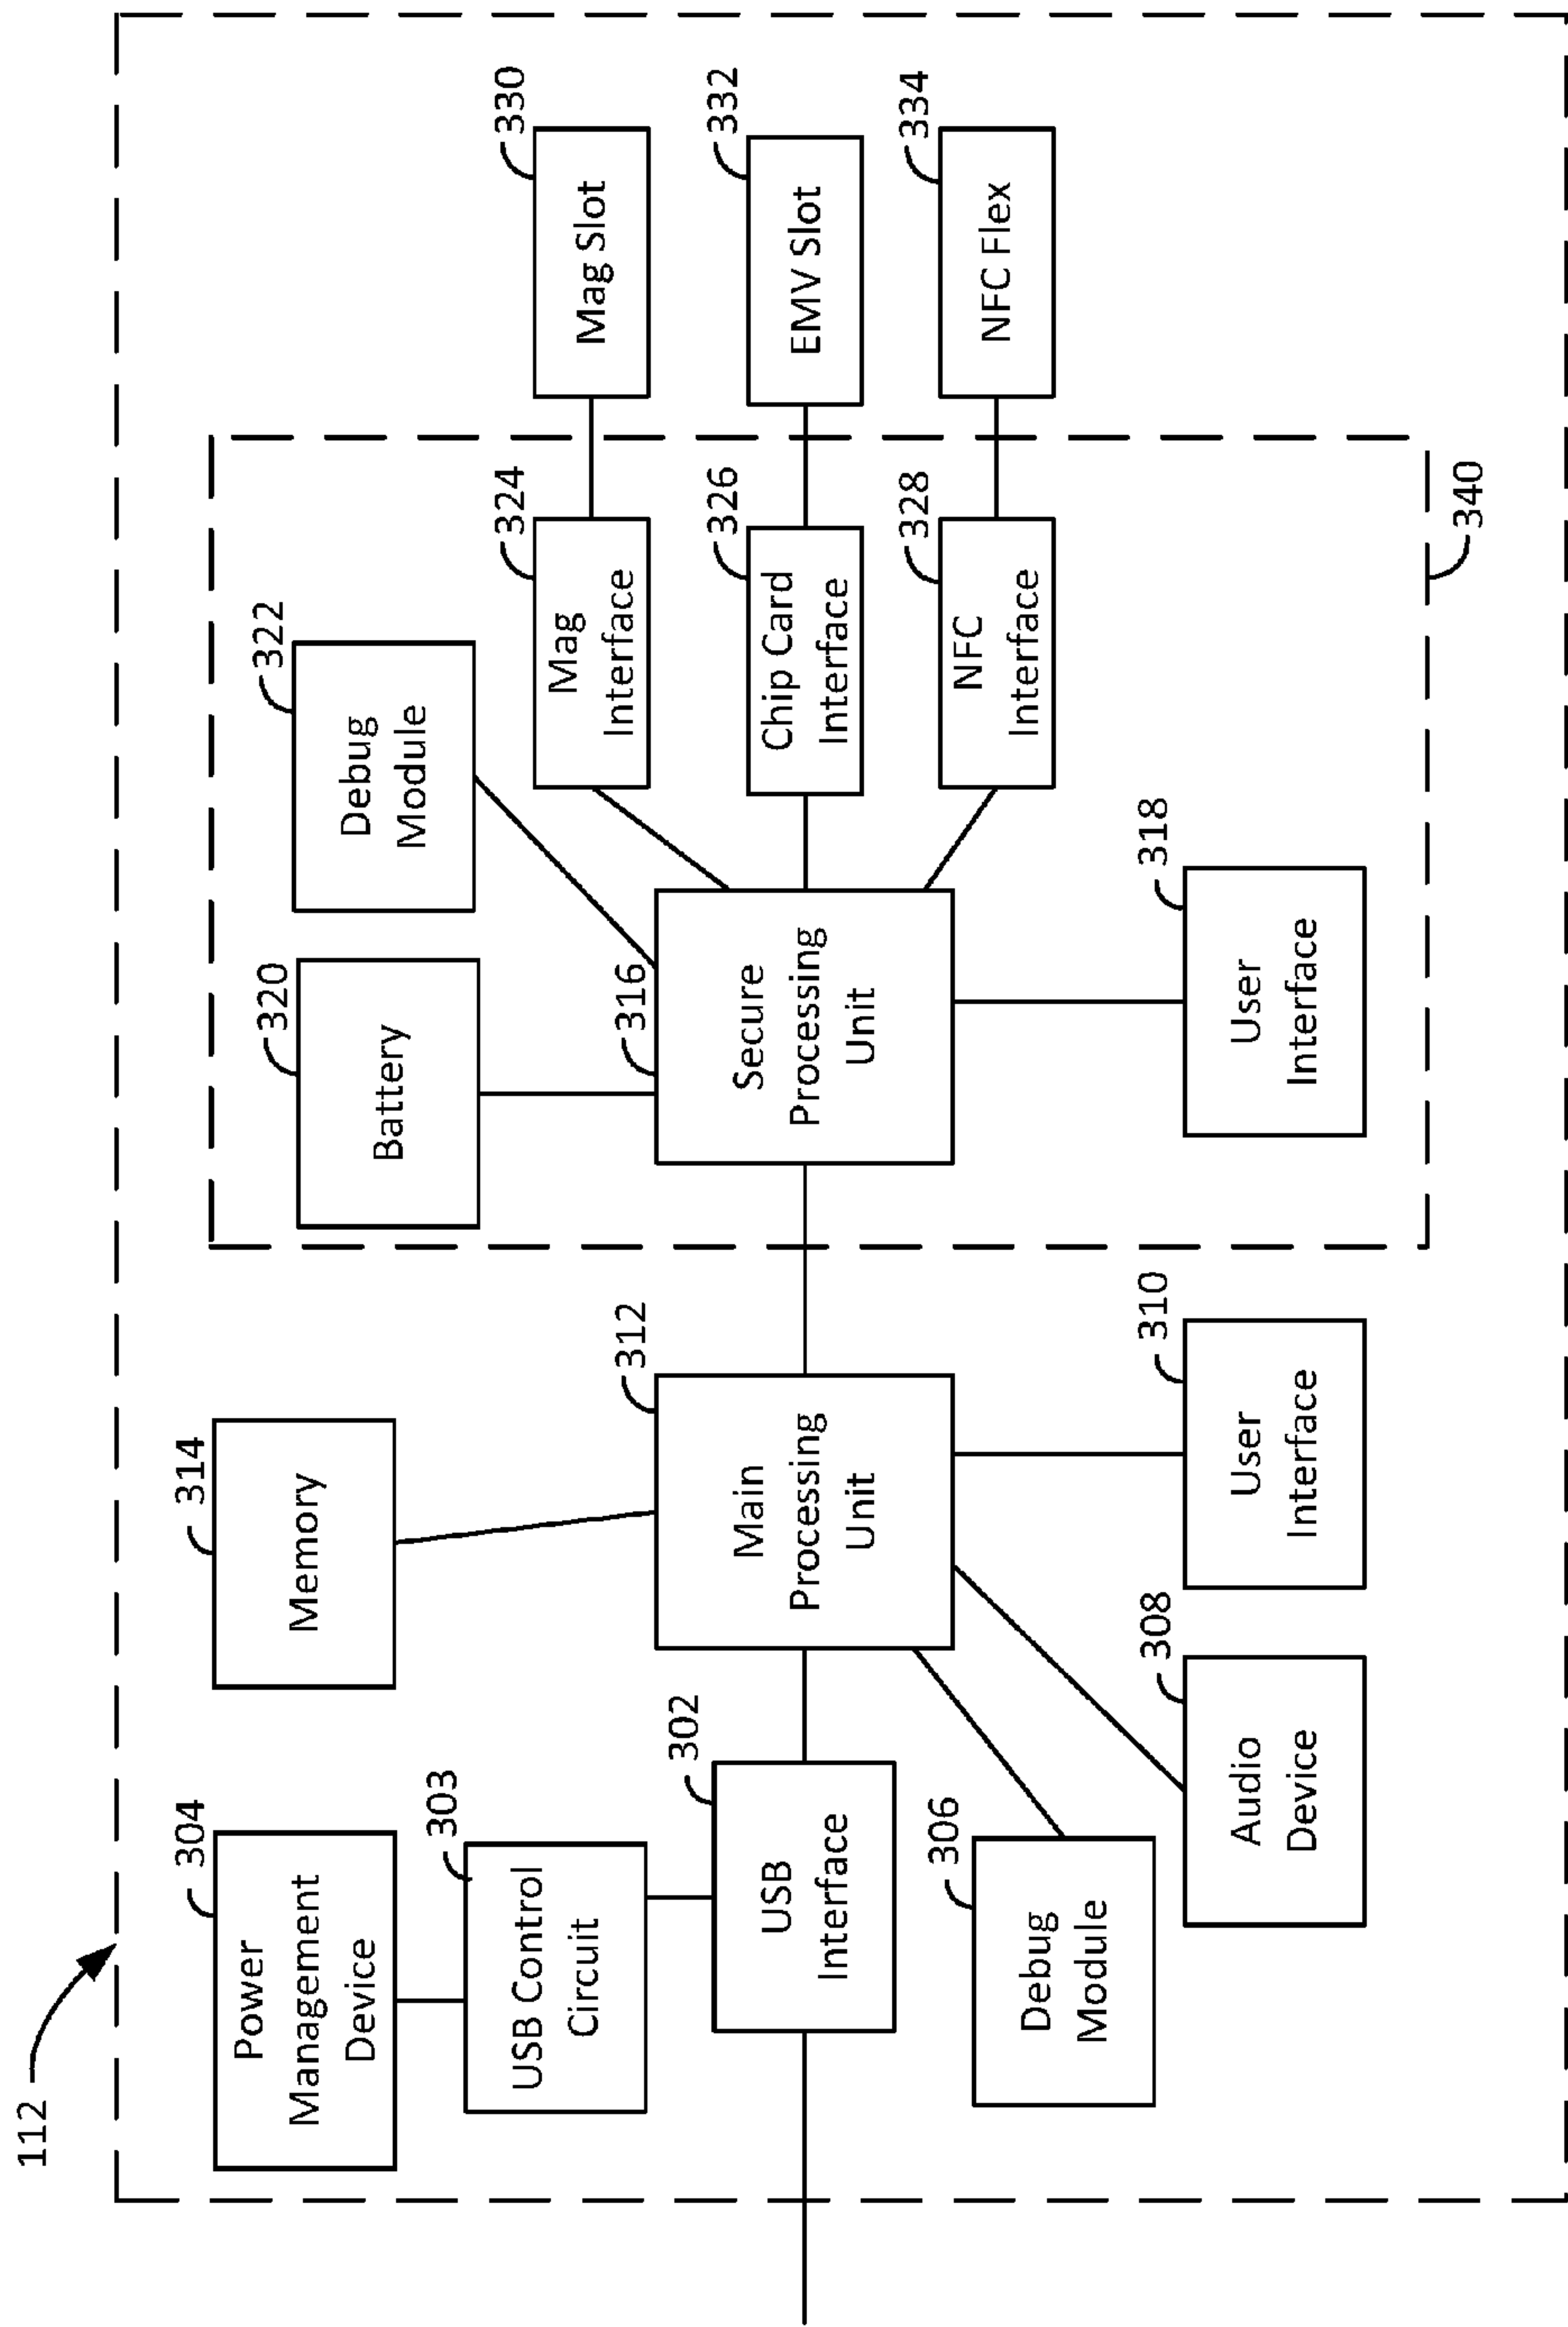 112
304
Power
Management
Device
314
Memory
320
Battery
322
Debug
Module
303
USB Control
Circuit
302
USB
Interface
312
Main
Processing
Unit
316
Secure
Processing
Unit
324
Mag
Interface
330
Mag Slot
326
Chip Card
Interface
332
EMV Slot
328
NFC
Interface
334
NFC Flex
306
Debug
Module
308
Audio
Device
310
User
Interface
318
User
Interface
340